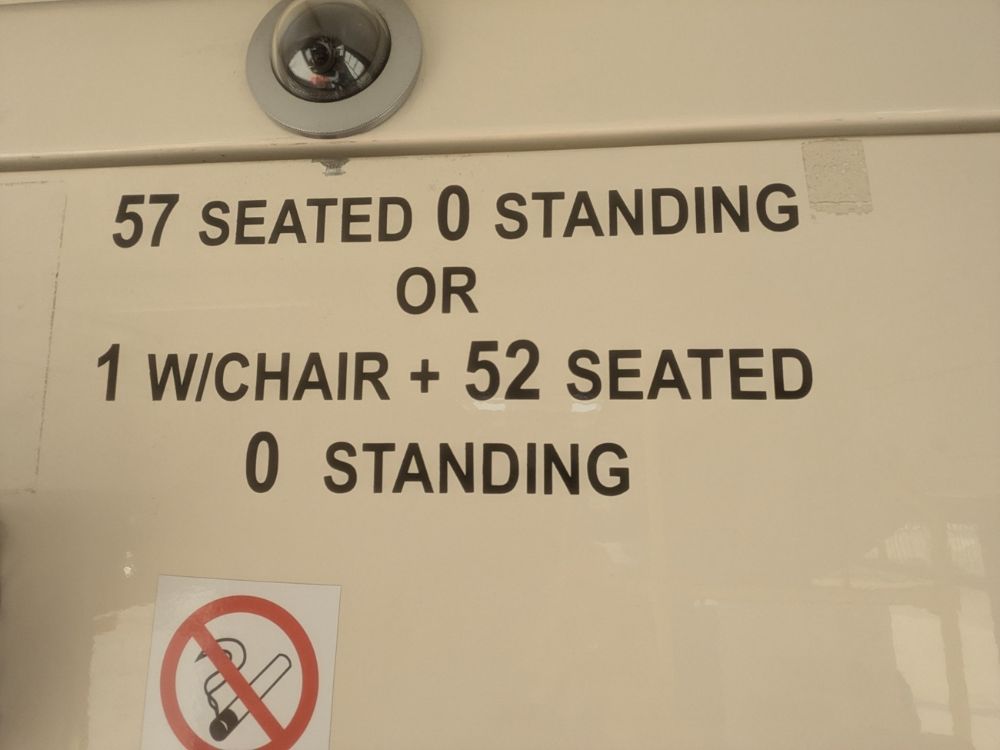 57 SEATED 0 STANDING
OR
1 W/CHAIR + 52 SEATED
0 STANDING